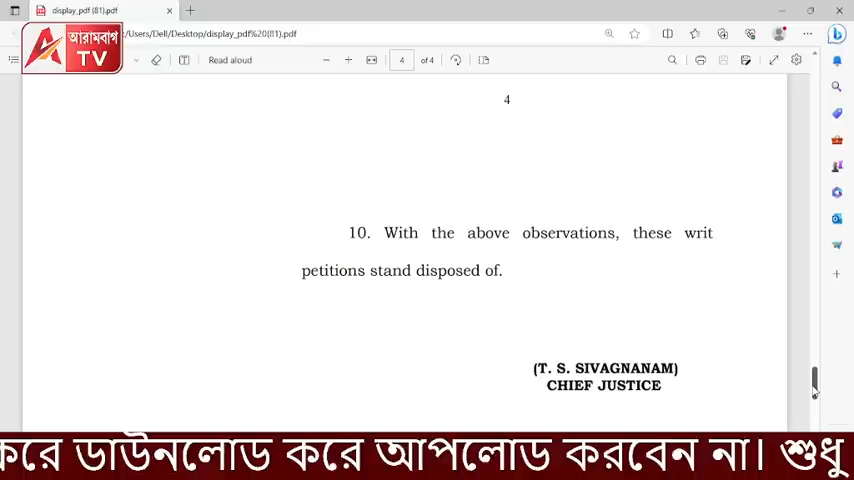 display_pdf (81).pdf
/Users/Dell/Desktop/display_pdf%20(81).pdf
আরামবাগ
TV
Read aloud
4 of 4
4
10. With the above observations, these writ
petitions stand disposed of.
(T. S. SIVAGNANAM)
CHIEF JUSTICE
করে ডাউনলোড করে আপলোড করবেন না। শুধু